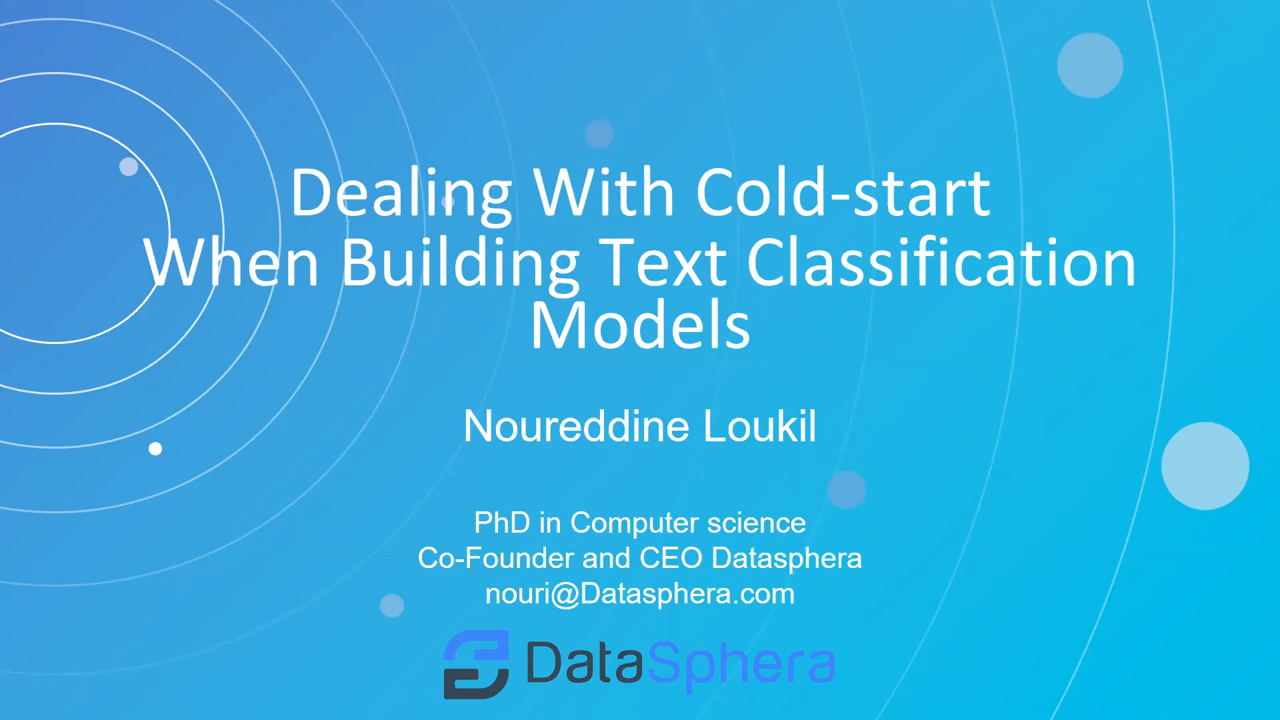 Dealing With Cold-start
When Building Text Classification
Models
Noureddine Loukil
PhD in Computer science
Co-Founder and CEO Datasphera
nouri@Datasphera.com
DataSphera